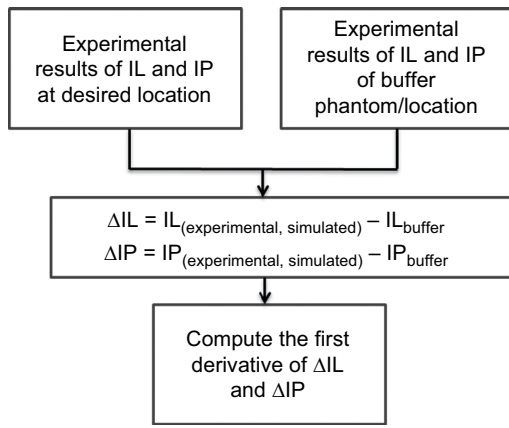 Experimental
results of IL and IP
at desired location
Experimental
results of IL and IP
of buffer
phantom/location
ΔIL = IL(experimental, simulated) – ILbuffer
ΔIP = IP(experimental, simulated) – IPbuffer
Compute the first
derivative of ΔIL
and ΔIP